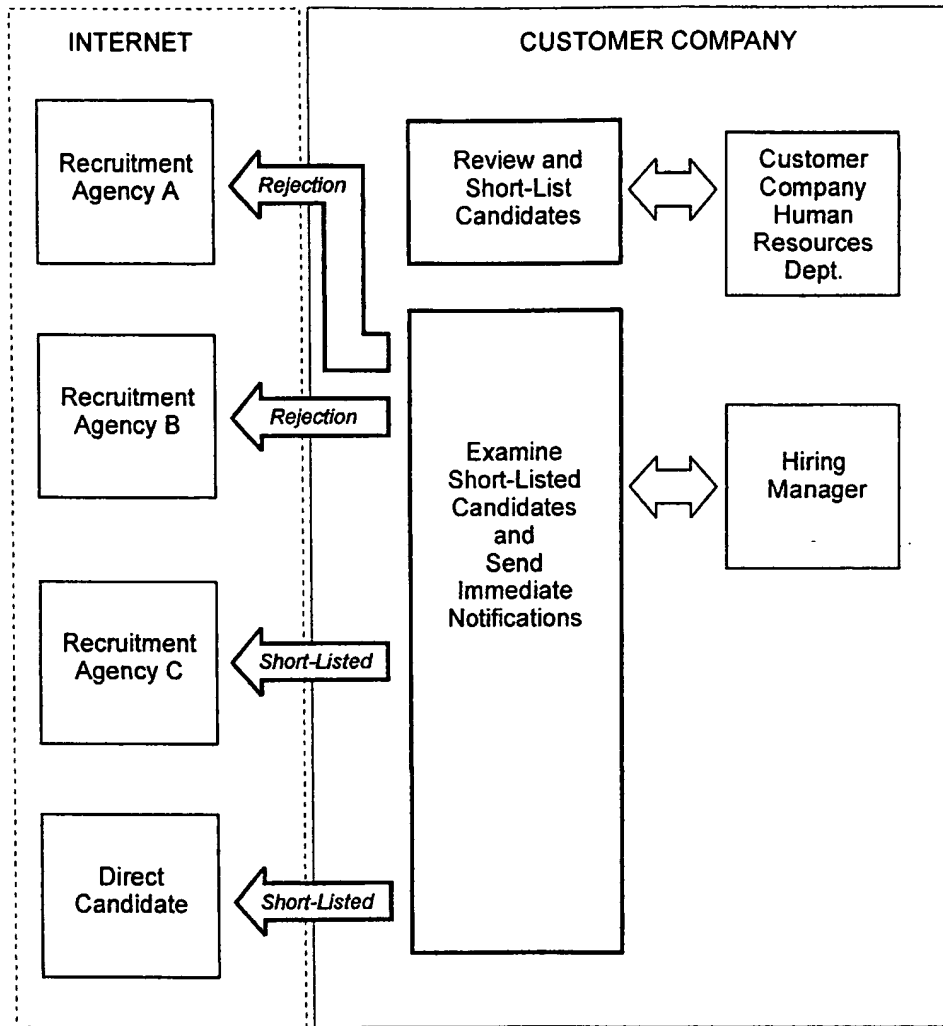 INTERNET
CUSTOMER COMPANY
Recruitment
Agency A
Rejection
Review and
Short-List
Candidates
Customer
Company
Human
Resources
Dept.
Recruitment
Agency B
Rejection
Examine
Short-Listed
Candidates
and
Send
Immediate
Notifications
Hiring
Manager
Recruitment
Agency C
Short-Listed
Direct
Candidate
Short-Listed